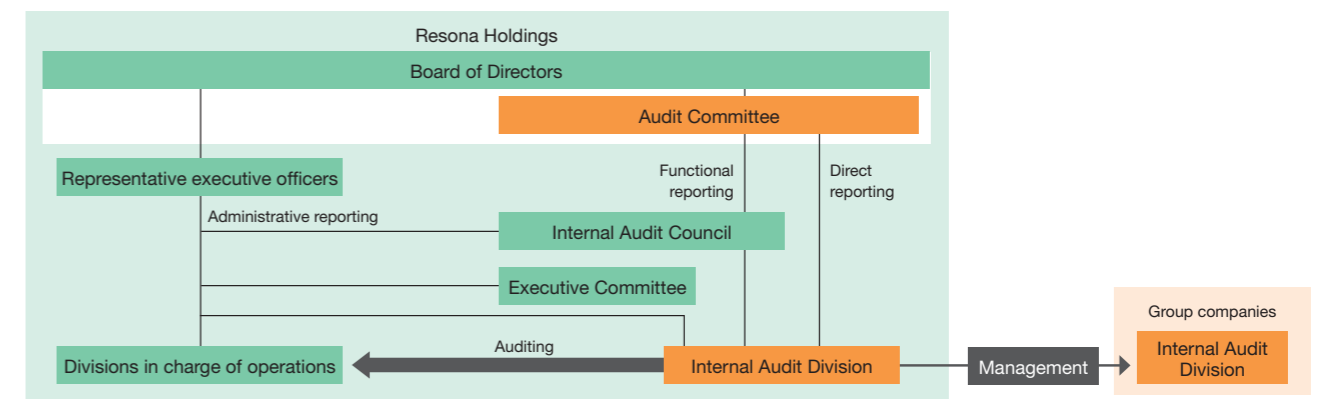 Resona Holdings
Board of Directors
Audit Committee
Representative executive officers
Functional
reporting
Direct
reporting
Administrative reporting
Internal Audit Council
Executive Committee
Group companies
Divisions in charge of operations
Auditing
Internal Audit Division
Management
Internal Audit
Division